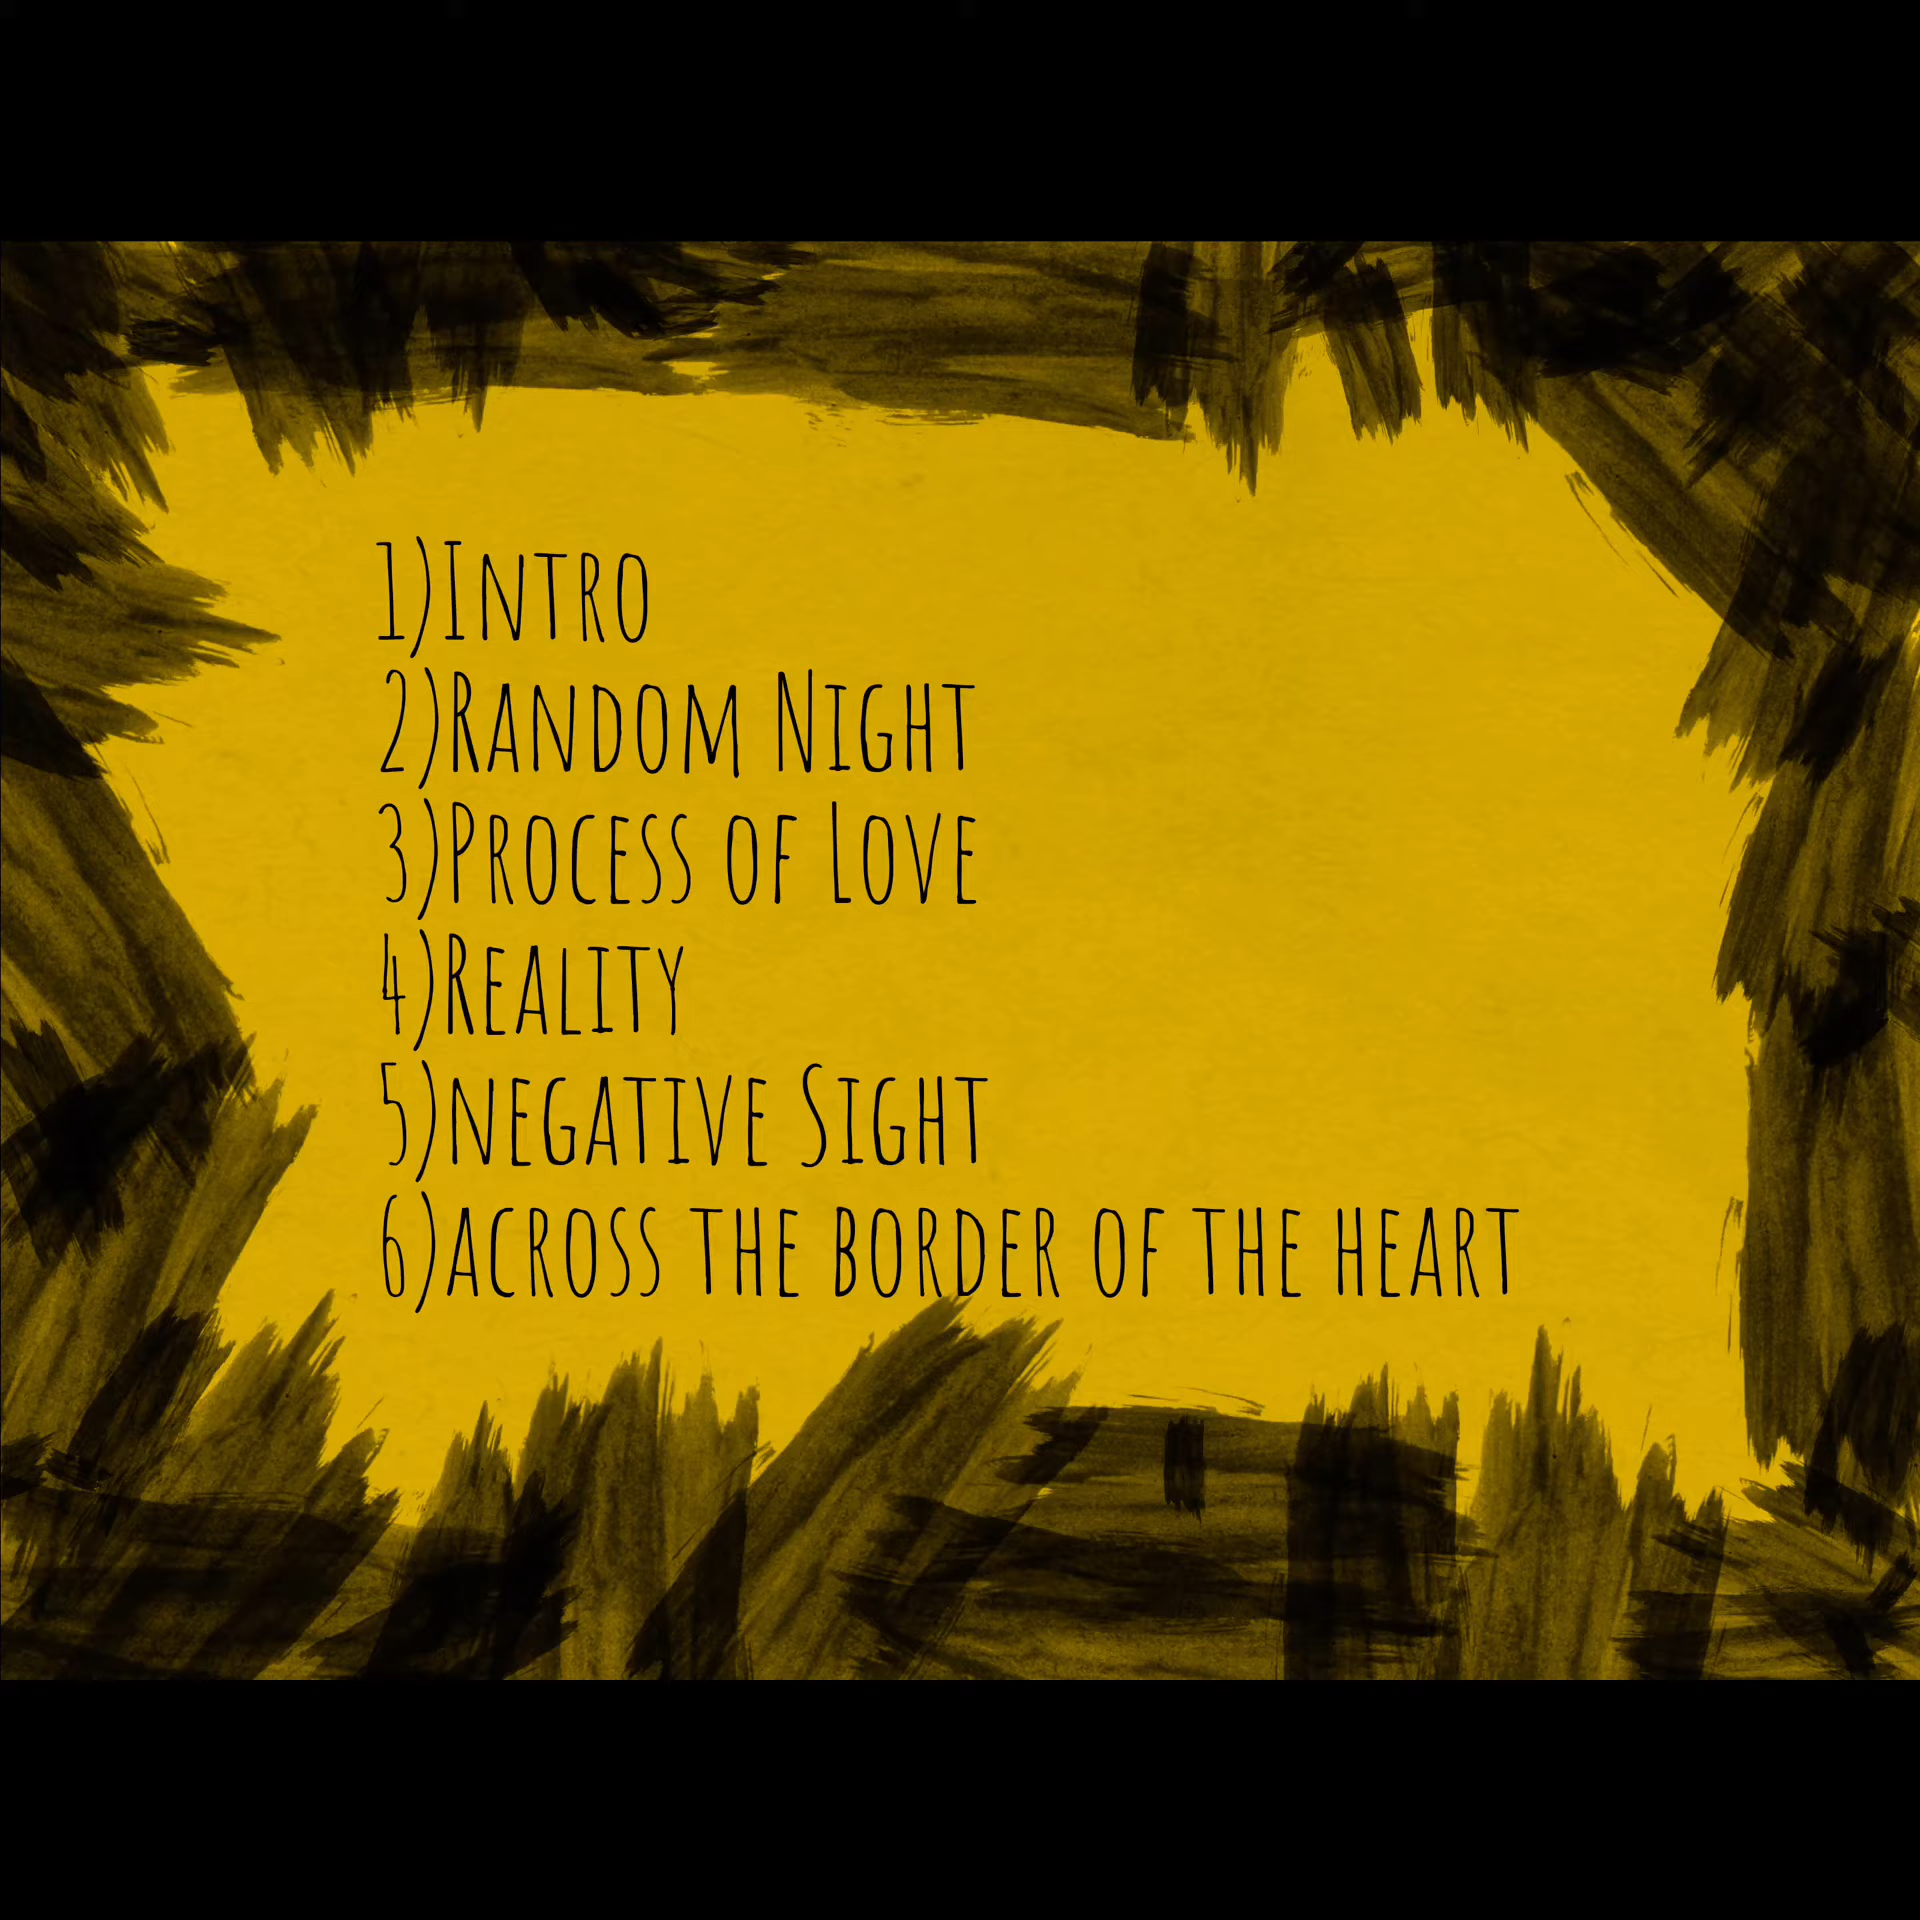 1)Intro
2)Random Night
3)Process of Love
4)Reality
5)negative Sight
6)across the border of the heart